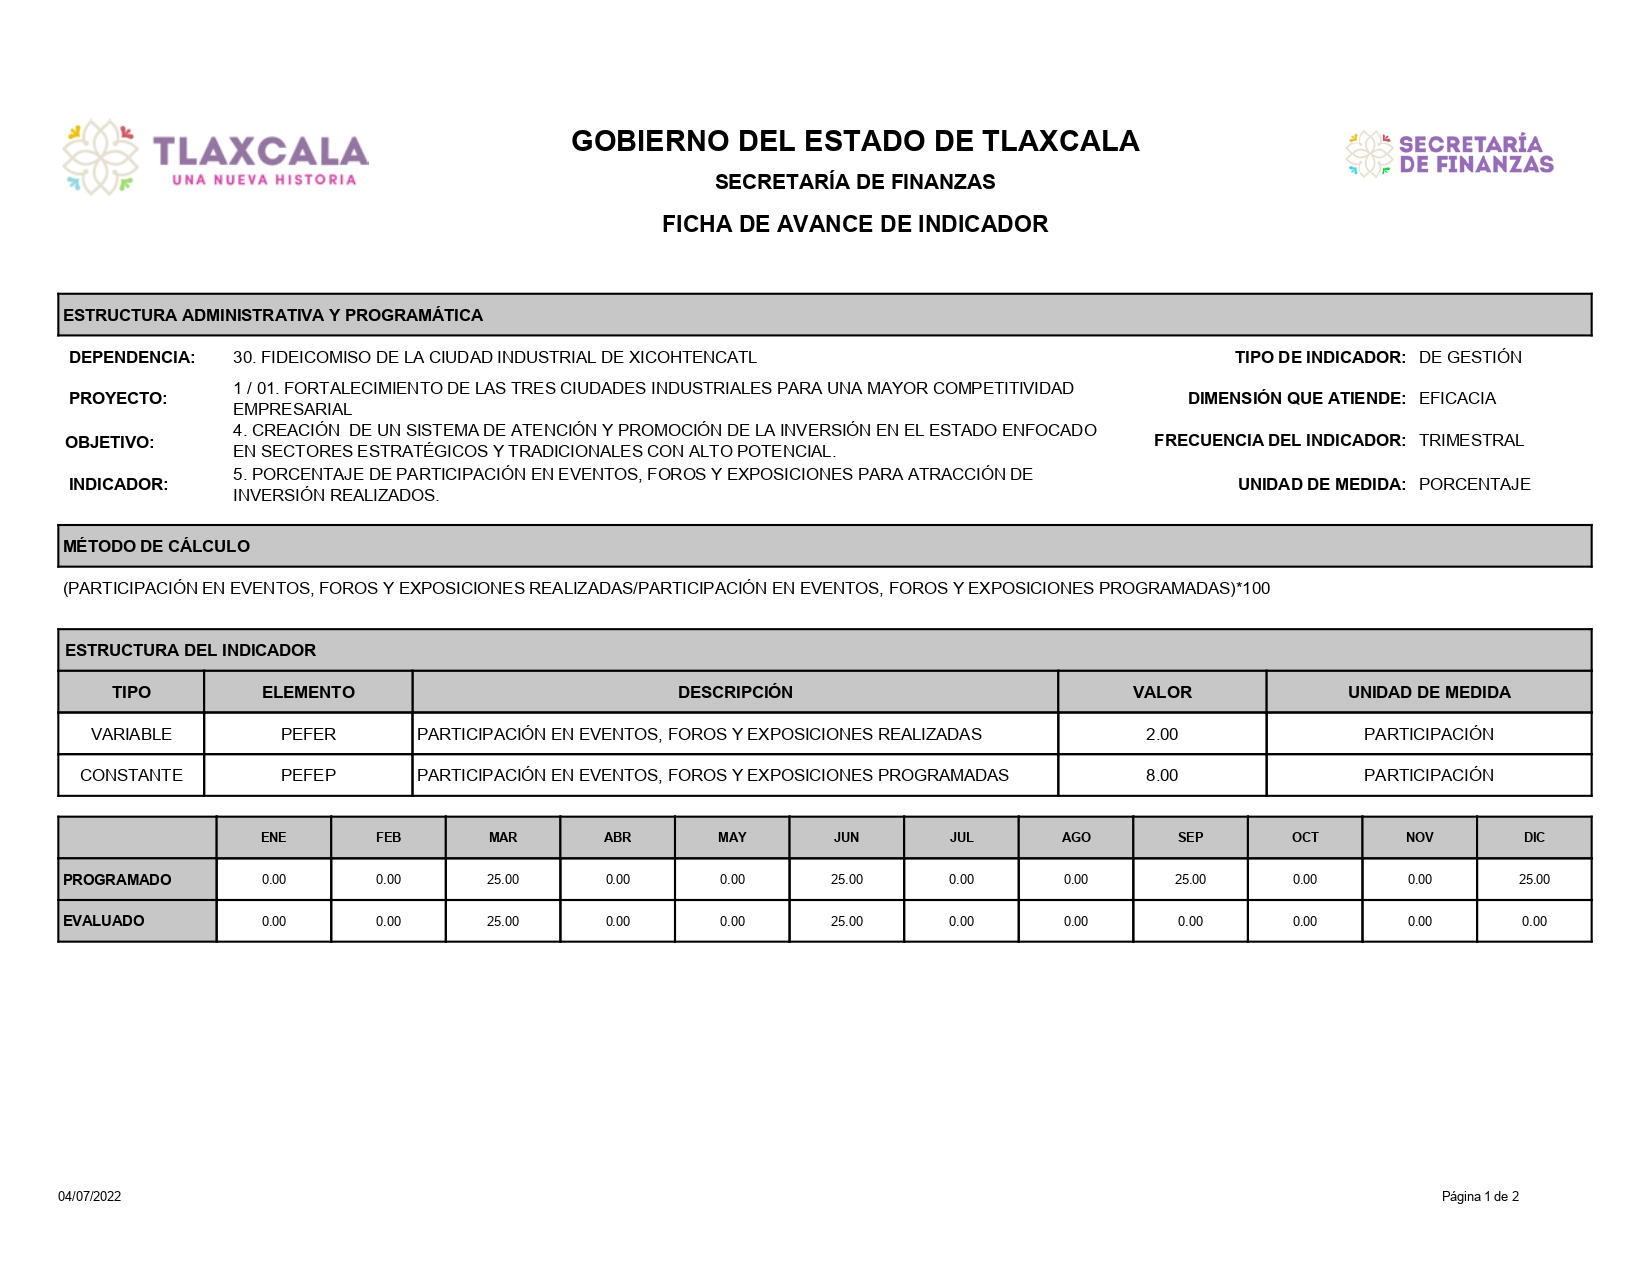 TLAXCALA
UNA NUEVA HISTORIA
GOBIERNO DEL ESTADO DE TLAXCALA
SECRETARÍA DE FINANZAS
FICHA DE AVANCE DE INDICADOR
SECRETARÍA
DE FINANZAS
ESTRUCTURA ADMINISTRATIVA Y PROGRAMÁTICA
DEPENDENCIA: 30. FIDEICOMISO DE LA CIUDAD INDUSTRIAL DE XICOHTENCATL TIPO DE INDICADOR: DE GESTIÓN
PROYECTO: 1 / 01. FORTALECIMIENTO DE LAS TRES CIUDADES INDUSTRIALES PARA UNA MAYOR COMPETITIVIDAD
EMPRESARIAL
DIMENSIÓN QUE ATIENDE: EFICACIA
OBJETIVO: 4. CREACIÓN DE UN SISTEMA DE ATENCIÓN Y PROMOCIÓN DE LA INVERSIÓN EN EL ESTADO ENFOCADO
EN SECTORES ESTRATÉGICOS Y TRADICIONALES CON ALTO POTENCIAL.
FRECUENCIA DEL INDICADOR: TRIMESTRAL
INDICADOR: 5. PORCENTAJE DE PARTICIPACIÓN EN EVENTOS, FOROS Y EXPOSICIONES PARA ATRACCIÓN DE
INVERSIÓN REALIZADOS.
UNIDAD DE MEDIDA: PORCENTAJE
MÉTODO DE CÁLCULO
(PARTICIPACIÓN EN EVENTOS, FOROS Y EXPOSICIONES REALIZADAS/PARTICIPACIÓN EN EVENTOS, FOROS Y EXPOSICIONES PROGRAMADAS)*100
ESTRUCTURA DEL INDICADOR
TIPO ELEMENTO DESCRIPCIÓN VALOR UNIDAD DE MEDIDA
VARIABLE PEFER PARTICIPACIÓN EN EVENTOS, FOROS Y EXPOSICIONES REALIZADAS 2.00 PARTICIPACIÓN
CONSTANTE PEFEP PARTICIPACIÓN EN EVENTOS, FOROS Y EXPOSICIONES PROGRAMADAS 8.00 PARTICIPACIÓN
ENE FEB MAR ABR MAY JUN JUL AGO SEP OCT NOV DIC
PROGRAMADO 0.00 0.00 25.00 0.00 0.00 25.00 0.00 0.00 25.00 0.00 0.00 25.00
EVALUADO 0.00 0.00 25.00 0.00 0.00 25.00 0.00 0.00 0.00 0.00 0.00 0.00
04/07/2022 Página 1 de 2